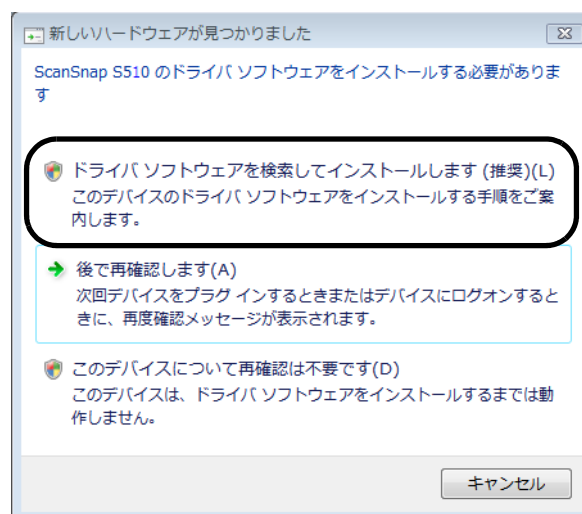 新しいハードウェアが見つかりました
ScanSnap S510 のドライバ ソフトウェアをインストールする必要がありま
す
ドライバ ソフトウェアを検索してインストールします (推奨)(L)
このデバイスのドライバ ソフトウェアをインストールする手順をご案
内します。
後で再確認します(A)
次回デバイスをプラグ インするときまたはデバイスにログオンすると
きに、再度確認メッセージが表示されます。
このデバイスについて再確認は不要です(D)
このデバイスは、ドライバ ソフトウェアをインストールするまでは動
作しません。
キャンセル